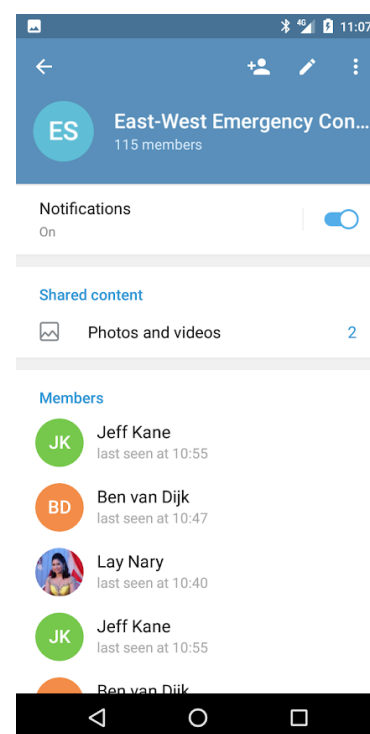 4G 11:07
ES
East-West Emergency Con...
115 members
Notifications
On
Shared content
Photos and videos 2
Members
JK
Jeff Kane
last seen at 10:55
BD
Ben van Dijk
last seen at 10:47
Lay Nary
last seen at 10:40
JK
Jeff Kane
last seen at 10:55
Ben van Dijk